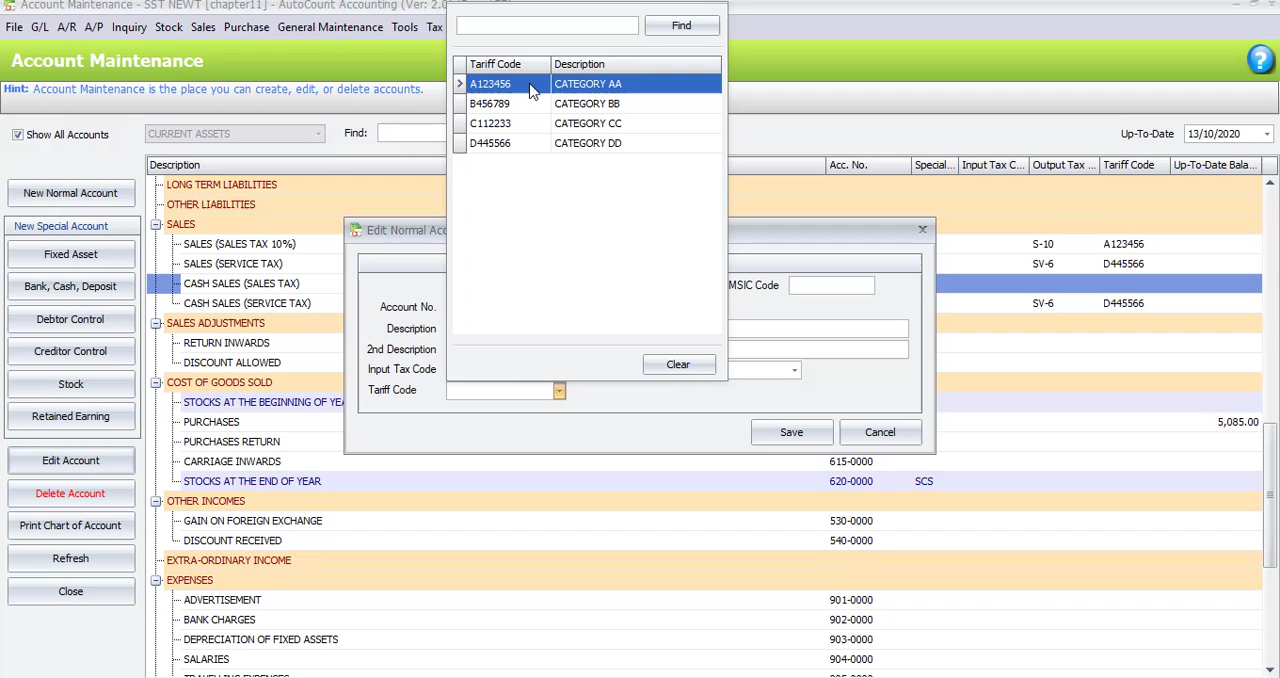 Account Maintenance - SST NEWT [chapter11] - AutoCount Accounting (Ver: 2.0
File G/L A/R A/P Inquiry Stock Sales Purchase General Maintenance Tools Tax
Find
Account Maintenance
Hint: Account Maintenance is the place you can create, edit, or delete accounts.
Tariff Code Description
A123456 CATEGORY AA
B456789 CATEGORY BB
C112233 CATEGORY CC
D445566 CATEGORY DD
Clear
Show All Accounts CURRENT ASSETS Find: Up-To-Date 13/10/2020
Description Acc. No. Special... Input Tax C... Output Tax ... Tariff Code Up-To-Date Bala...
New Normal Account
New Special Account
Fixed Asset
Bank, Cash, Deposit
Debtor Control
Creditor Control
Stock
Retained Earning
Edit Account
Delete Account
Print Chart of Account
Refresh
Close
LONG TERM LIABILITIES
OTHER LIABILITIES
SALES
SALES (SALES TAX 10%) S-10 A123456
SALES (SERVICE TAX) SV-6 D445566
CASH SALES (SALES TAX)
CASH SALES (SERVICE TAX) SV-6 D445566
SALES ADJUSTMENTS
RETURN INWARDS
DISCOUNT ALLOWED
COST OF GOODS SOLD
STOCKS AT THE BEGINNING OF YEA
PURCHASES 5,085.00
PURCHASES RETURN
CARRIAGE INWARDS 615-0000
STOCKS AT THE END OF YEAR 620-0000 SCS
OTHER INCOMES
GAIN ON FOREIGN EXCHANGE 530-0000
DISCOUNT RECEIVED 540-0000
EXTRA-ORDINARY INCOME
EXPENSES
ADVERTISEMENT 901-0000
BANK CHARGES 902-0000
DEPRECIATION OF FIXED ASSETS 903-0000
SALARIES 904-0000
Edit Normal Acc
MSIC Code
Account No.
Description
2nd Description
Input Tax Code
Tariff Code
Save Cancel